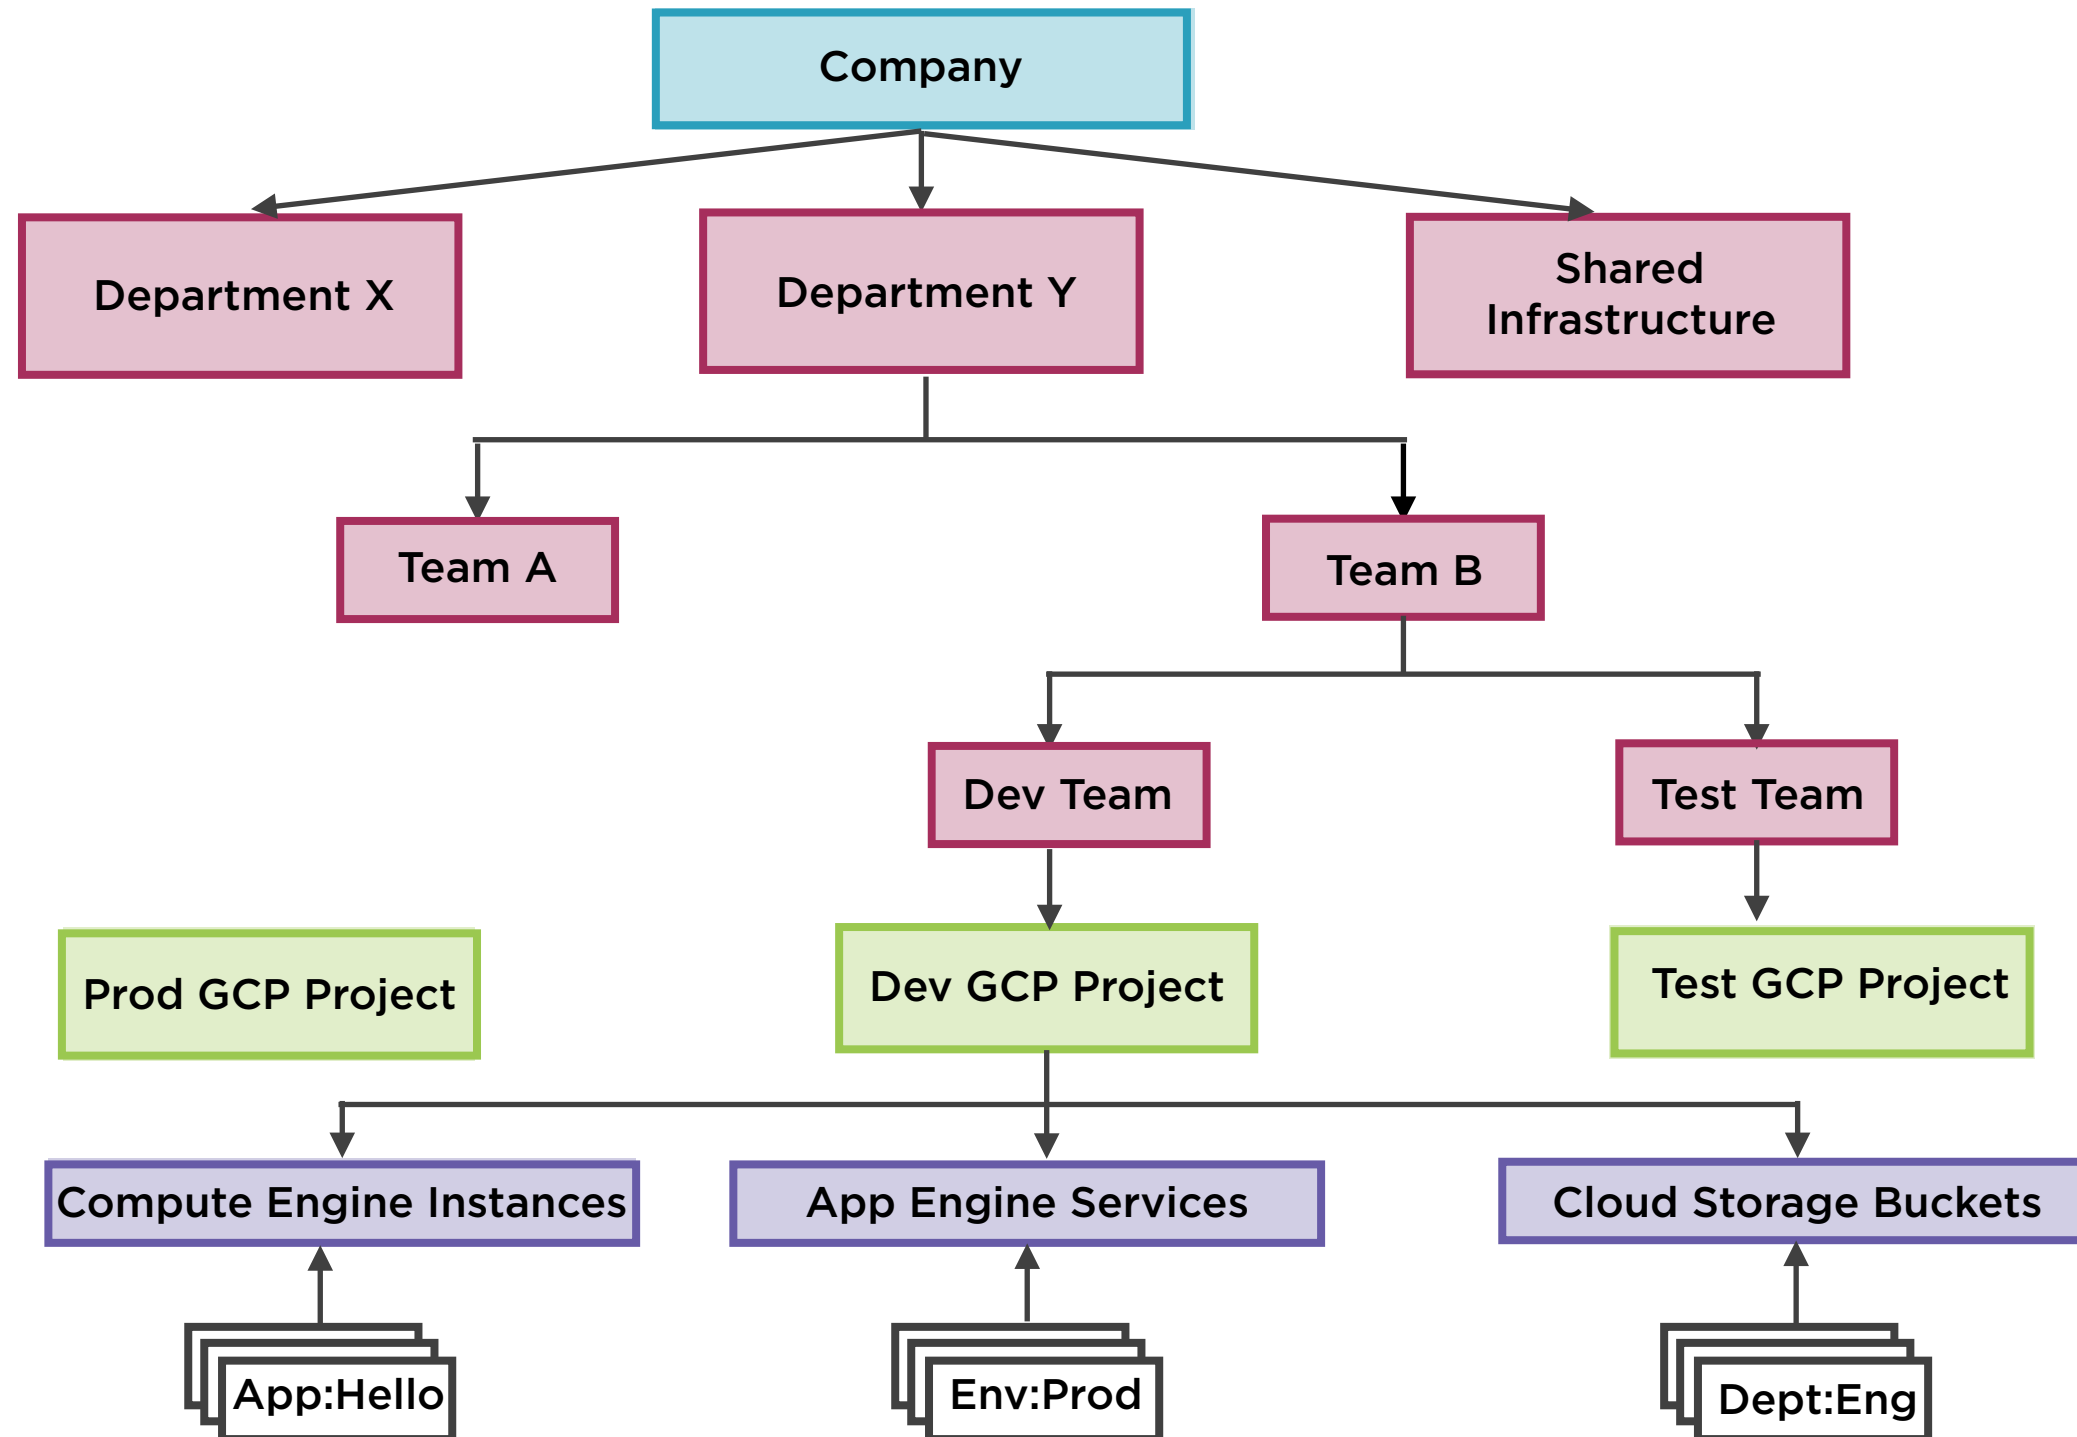 Company
Department X
Department Y
Shared
Infrastructure
Team A
Team B
Dev Team
Test Team
Prod GCP Project
Dev GCP Project
Test GCP Project
Compute Engine Instances
App Engine Services
Cloud Storage Buckets
App:Hello
Env:Prod
Dept:Eng